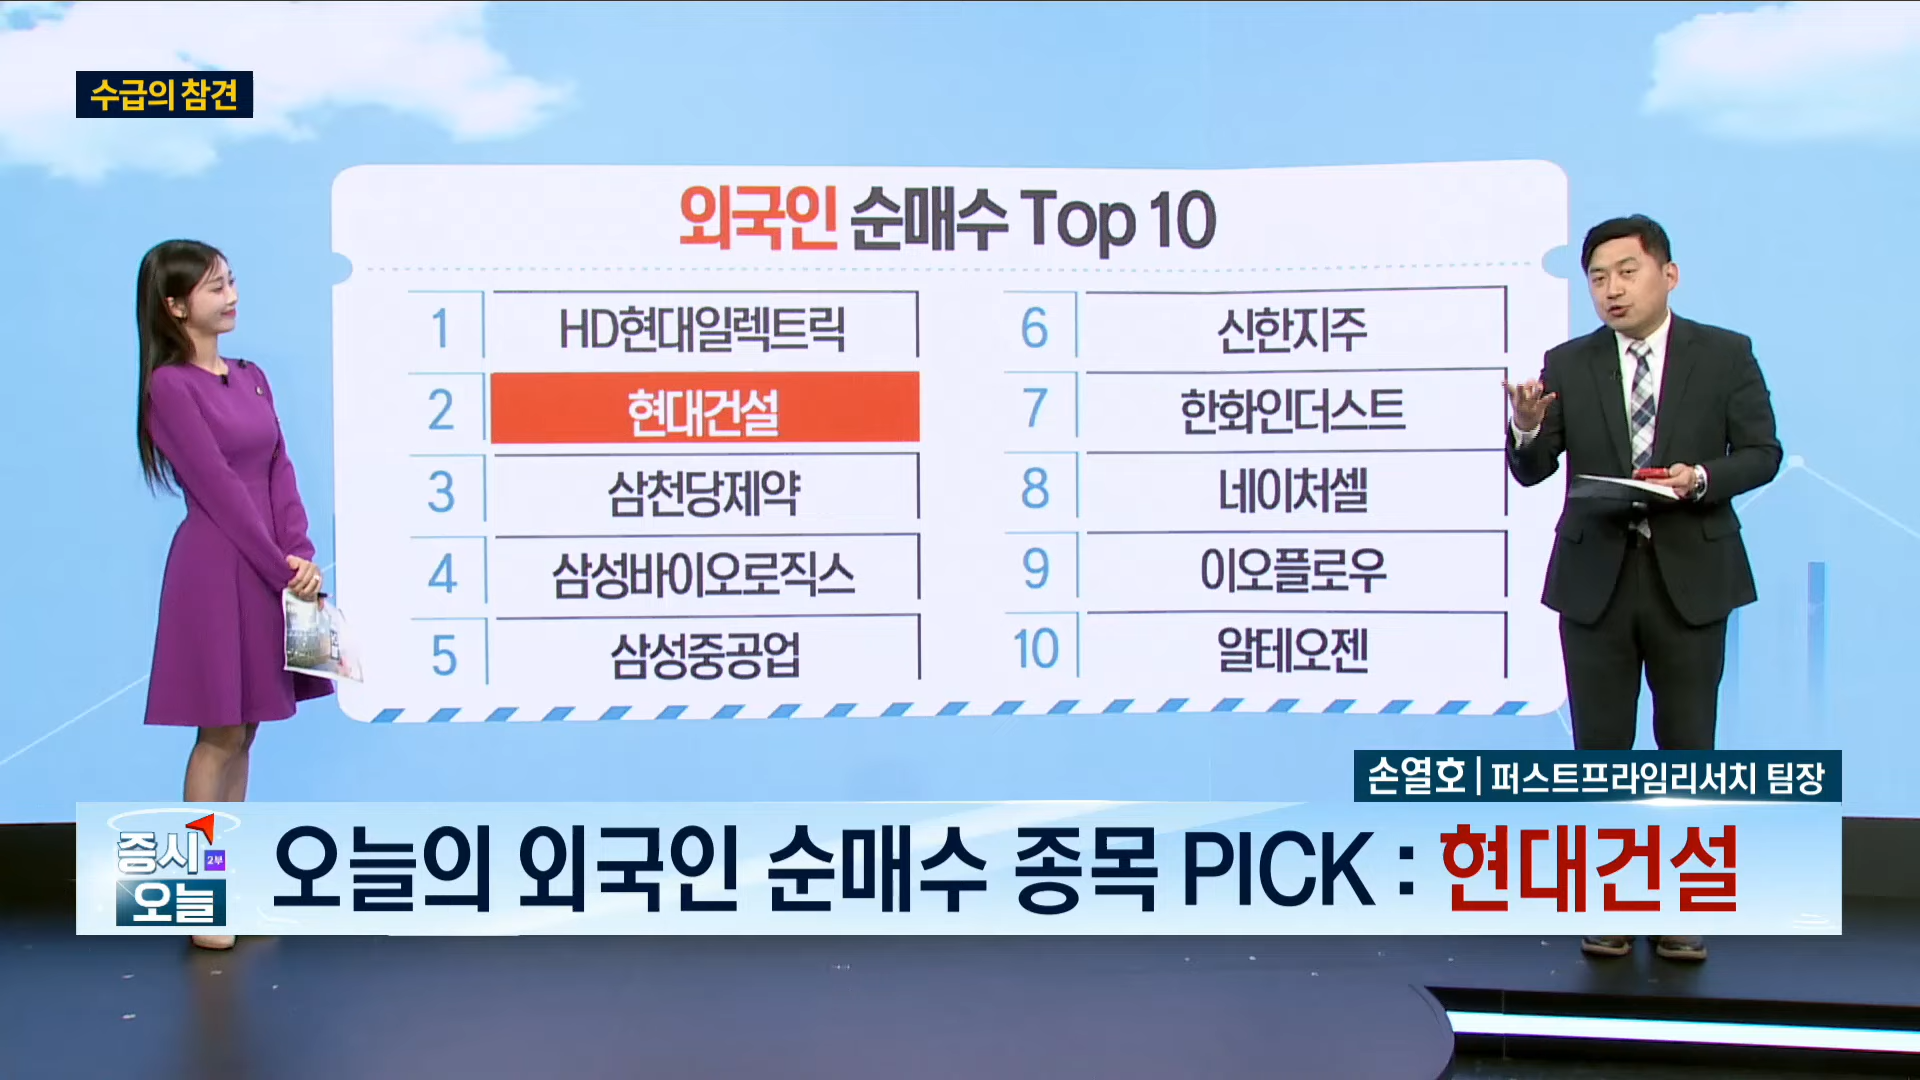 수급의 참견
외국인 순매수 Top 10
1 HD현대일렉트릭
2 현대건설
3 삼천당제약
4 삼성바이오로직스
5 삼성중공업
6 신한지주
7 한화인더스트
8 네이처셀
9 이오플로우
10 알테오젠
손열호 | 퍼스트프라임리서치 팀장
증시 2부
오늘
오늘의 외국인 순매수 종목 PICK : 현대건설